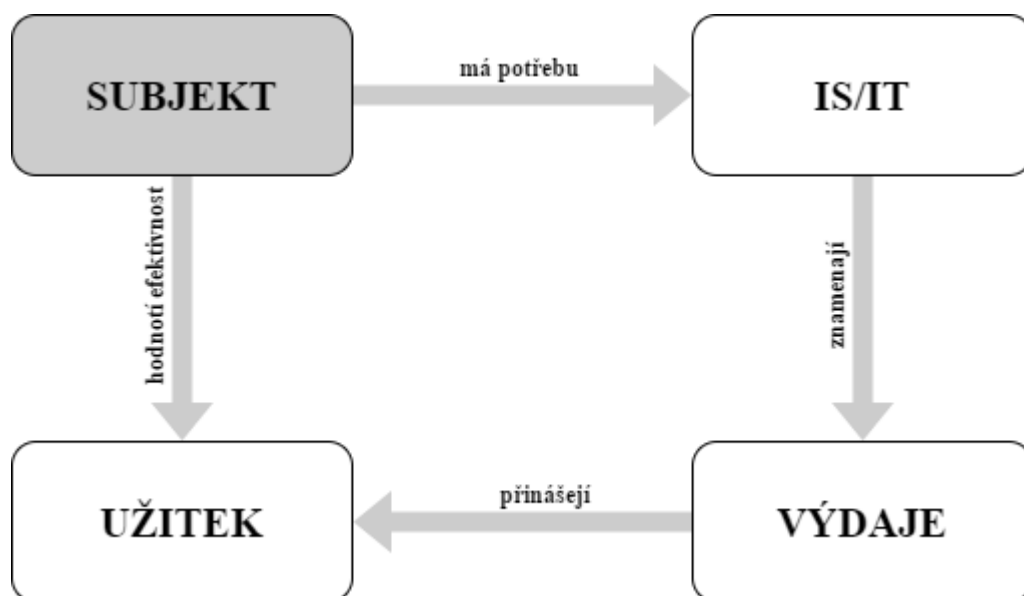 SUBJEKT
má potřebu
IS/IT
hodnotí efektivnost
znamenají
UŽITEK
přinášejí
VÝDAJE